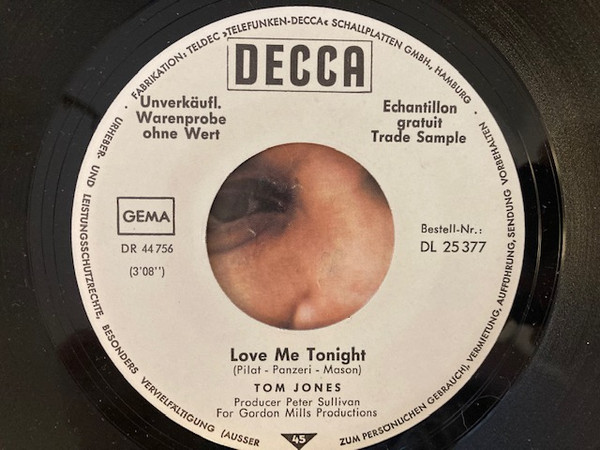 · FABRIKATION: TELDEC »TELEFUNKEN-DECCA« SCHALLPLATTEN GMBH., HAMBURG ·
DECCA
Unverkäufl.
Warenprobe
ohne Wert
Echantillon
gratuit
Trade Sample
GEMA
DR 44 756
(3'08'')
Bestell-Nr.:
DL 25 377
Love Me Tonight
(Pilat - Panzeri - Mason)
TOM JONES
Producer Peter Sullivan
For Gordon Mills Productions
45
URHEBER- UND LEISTUNGSSCHUTZRECHTE, BESONDERS VERVIELFÄLTIGUNG (AUSSER ZUM PERSÖNLICHEN GEBRAUCH), VERMIETUNG, AUFFÜHRUNG, SENDUNG VORBEHALTEN